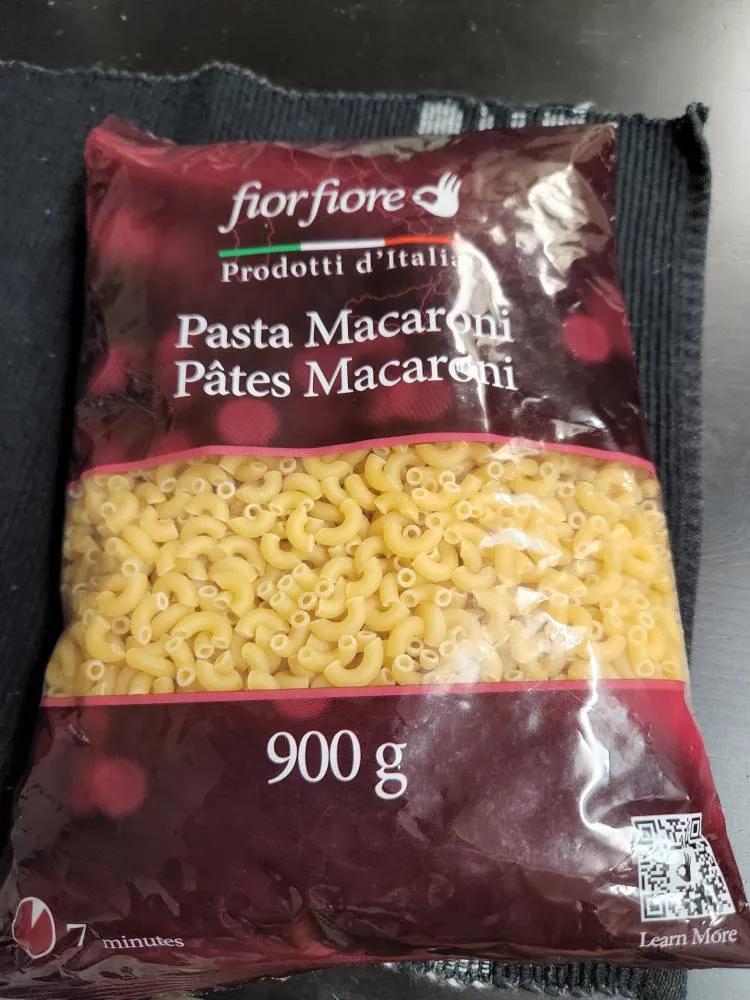 fiorfiore
Prodotti d'Italia
Pasta Macaroni
Pâtes Macaroni
900 g
7 minutes
Learn More